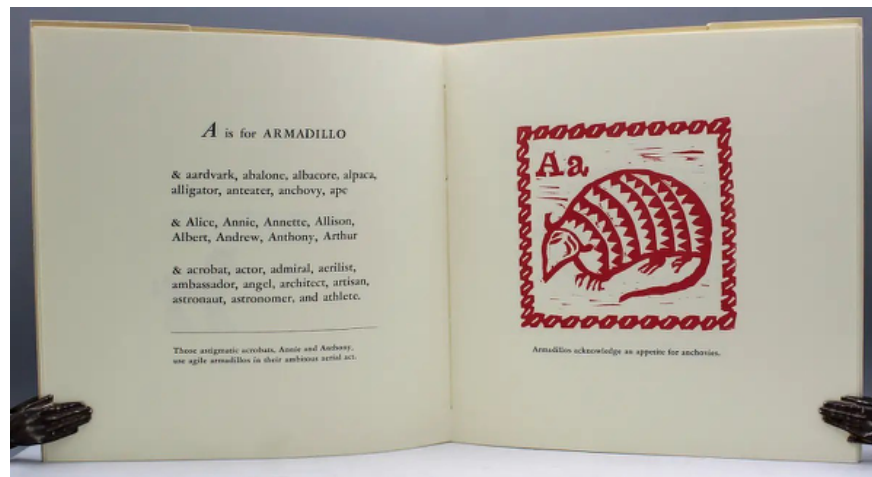 A is for ARMADILLO
& aardvark, abalone, albacore, alpaca,
alligator, anteater, anchovy, ape
& Alice, Annie, Annette, Allison,
Albert, Andrew, Anthony, Arthur
& acrobat, actor, admiral, aerilist,
ambassador, angel, architect, artisan,
astronaut, astronomer, and athlete.
Those astigmatic acrobats, Annie and Anthony,
use agile armadillos in their ambitious aerial act.
Aa
Armadillos acknowledge an appetite for anchovies.